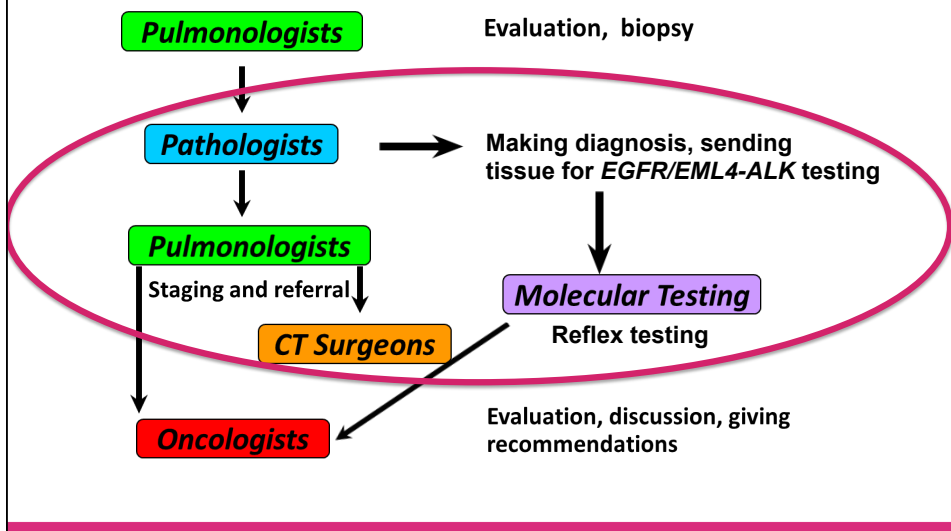 Pulmonologists
Evaluation, biopsy
Pathologists
Making diagnosis, sending
tissue for EGFR/EML4-ALK testing
Pulmonologists
Staging and referral
Molecular Testing
Reflex testing
CT Surgeons
Oncologists
Evaluation, discussion, giving
recommendations